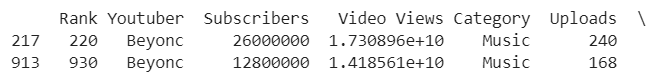 Rank Youtuber Subscribers Video Views Category Uploads \
217 220 Beyonc 26000000 1.730896e+10 Music 240
913 930 Beyonc 12800000 1.418561e+10 Music 168